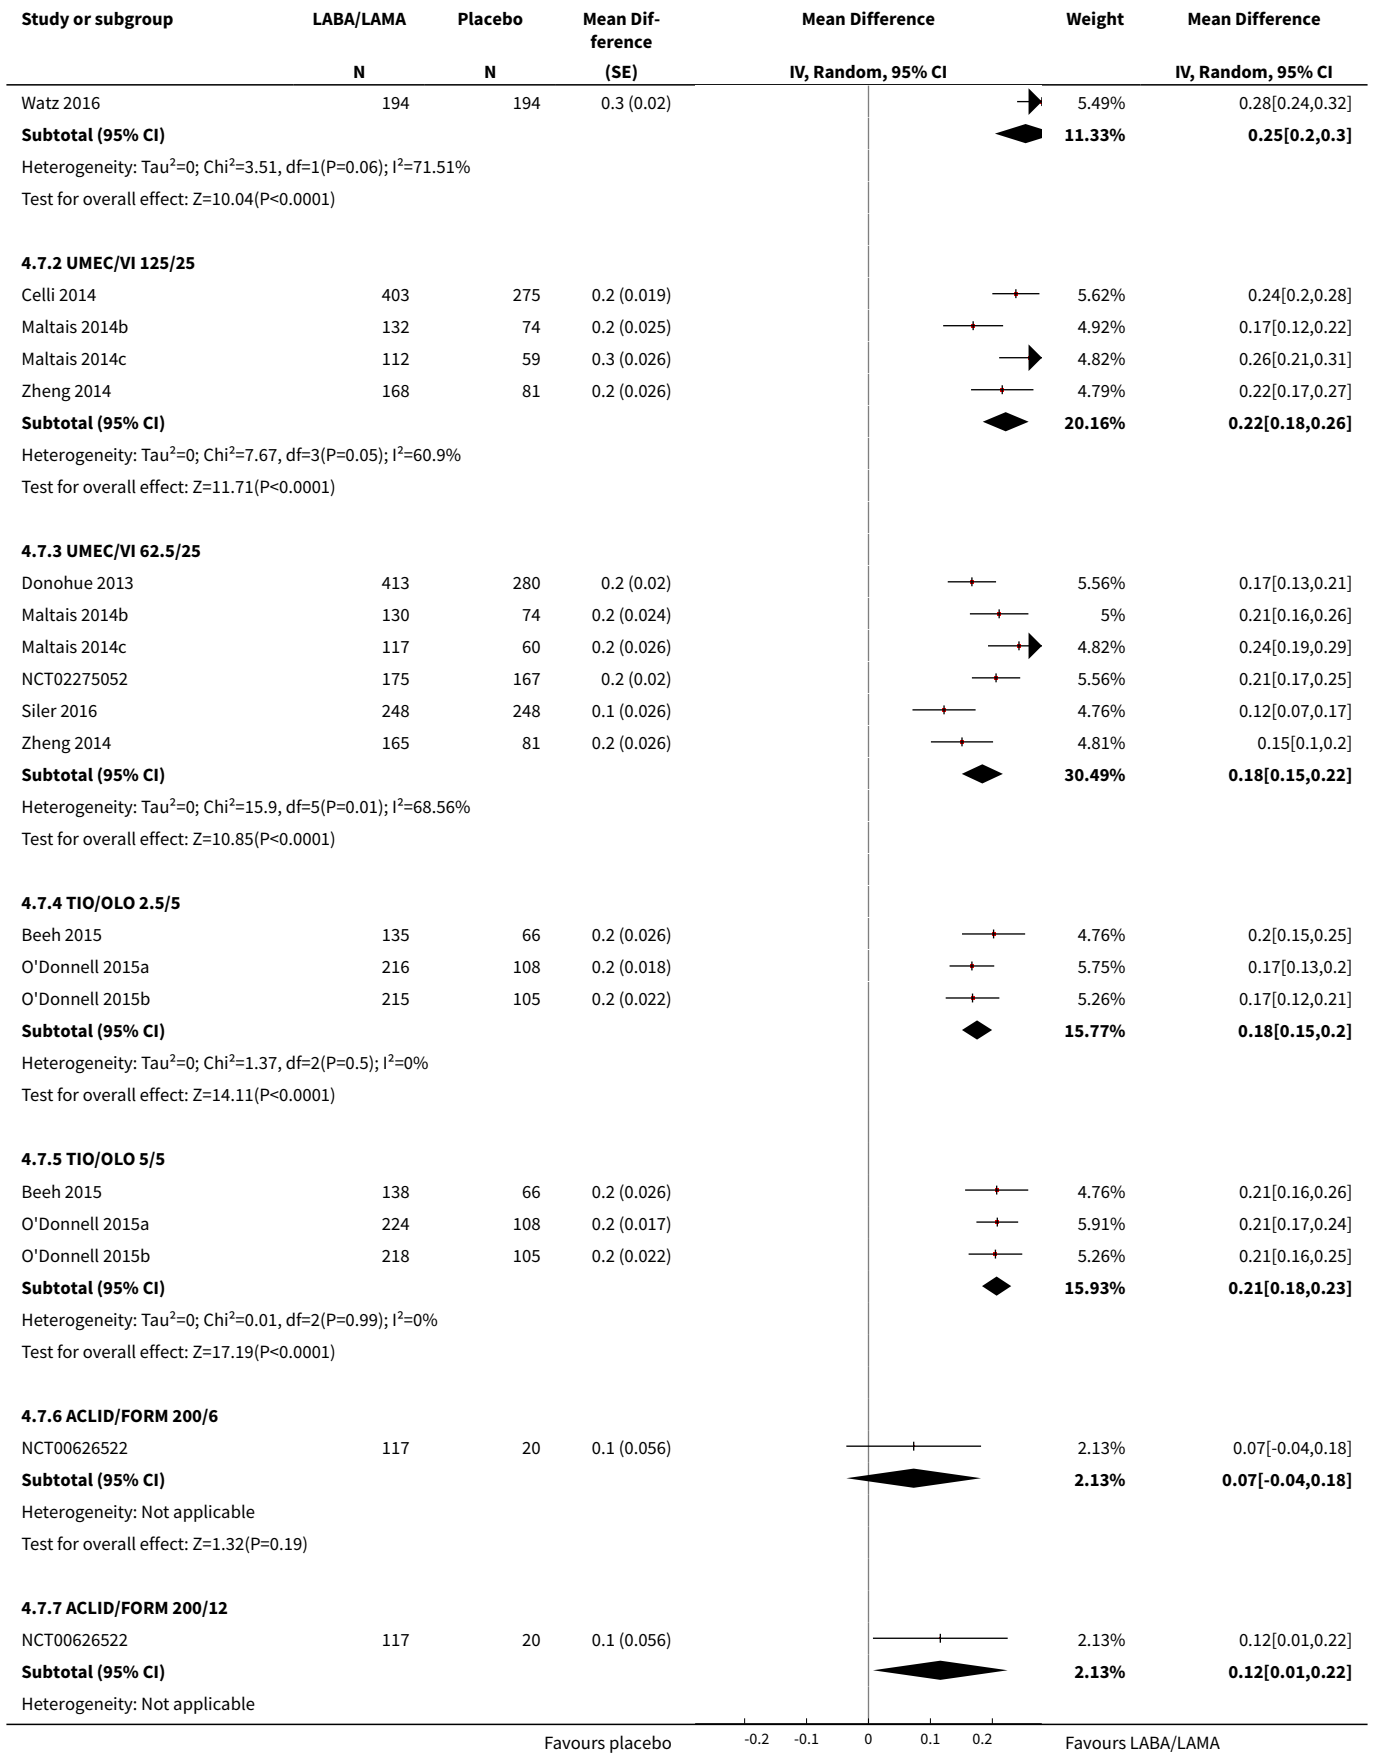 Study or subgroup LABA/LAMA Placebo Mean Dif- Mean Difference Weight Mean Difference
ference
N N (SE) IV, Random, 95% CI IV, Random, 95% CI
Watz 2016 194 194 0.3 (0.02) 5.49% 0.28[0.24,0.32]
Subtotal (95% CI) 11.33% 0.25[0.2,0.3]
Heterogeneity: Tau²=0; Chi²=3.51, df=1(P=0.06); I²=71.51%
Test for overall effect: Z=10.04(P<0.0001)
4.7.2 UMEC/VI 125/25
Celli 2014 403 275 0.2 (0.019) 5.62% 0.24[0.2,0.28]
Maltais 2014b 132 74 0.2 (0.025) 4.92% 0.17[0.12,0.22]
Maltais 2014c 112 59 0.3 (0.026) 4.82% 0.26[0.21,0.31]
Zheng 2014 168 81 0.2 (0.026) 4.79% 0.22[0.17,0.27]
Subtotal (95% CI) 20.16% 0.22[0.18,0.26]
Heterogeneity: Tau²=0; Chi²=7.67, df=3(P=0.05); I²=60.9%
Test for overall effect: Z=11.71(P<0.0001)
4.7.3 UMEC/VI 62.5/25
Donohue 2013 413 280 0.2 (0.02) 5.56% 0.17[0.13,0.21]
Maltais 2014b 130 74 0.2 (0.024) 5% 0.21[0.16,0.26]
Maltais 2014c 117 60 0.2 (0.026) 4.82% 0.24[0.19,0.29]
NCT02275052 175 167 0.2 (0.02) 5.56% 0.21[0.17,0.25]
Siler 2016 248 248 0.1 (0.026) 4.76% 0.12[0.07,0.17]
Zheng 2014 165 81 0.2 (0.026) 4.81% 0.15[0.1,0.2]
Subtotal (95% CI) 30.49% 0.18[0.15,0.22]
Heterogeneity: Tau²=0; Chi²=15.9, df=5(P=0.01); I²=68.56%
Test for overall effect: Z=10.85(P<0.0001)
4.7.4 TIO/OLO 2.5/5
Beeh 2015 135 66 0.2 (0.026) 4.76% 0.2[0.15,0.25]
O'Donnell 2015a 216 108 0.2 (0.018) 5.75% 0.17[0.13,0.2]
O'Donnell 2015b 215 105 0.2 (0.022) 5.26% 0.17[0.12,0.21]
Subtotal (95% CI) 15.77% 0.18[0.15,0.2]
Heterogeneity: Tau²=0; Chi²=1.37, df=2(P=0.5); I²=0%
Test for overall effect: Z=14.11(P<0.0001)
4.7.5 TIO/OLO 5/5
Beeh 2015 138 66 0.2 (0.026) 4.76% 0.21[0.16,0.26]
O'Donnell 2015a 224 108 0.2 (0.017) 5.91% 0.21[0.17,0.24]
O'Donnell 2015b 218 105 0.2 (0.022) 5.26% 0.21[0.16,0.25]
Subtotal (95% CI) 15.93% 0.21[0.18,0.23]
Heterogeneity: Tau²=0; Chi²=0.01, df=2(P=0.99); I²=0%
Test for overall effect: Z=17.19(P<0.0001)
4.7.6 ACLID/FORM 200/6
NCT00626522 117 20 0.1 (0.056) 2.13% 0.07[-0.04,0.18]
Subtotal (95% CI) 2.13% 0.07[-0.04,0.18]
Heterogeneity: Not applicable
Test for overall effect: Z=1.32(P=0.19)
4.7.7 ACLID/FORM 200/12
NCT00626522 117 20 0.1 (0.056) 2.13% 0.12[0.01,0.22]
Subtotal (95% CI) 2.13% 0.12[0.01,0.22]
Heterogeneity: Not applicable
Favours placebo -0.2 -0.1 0 0.1 0.2 Favours LABA/LAMA